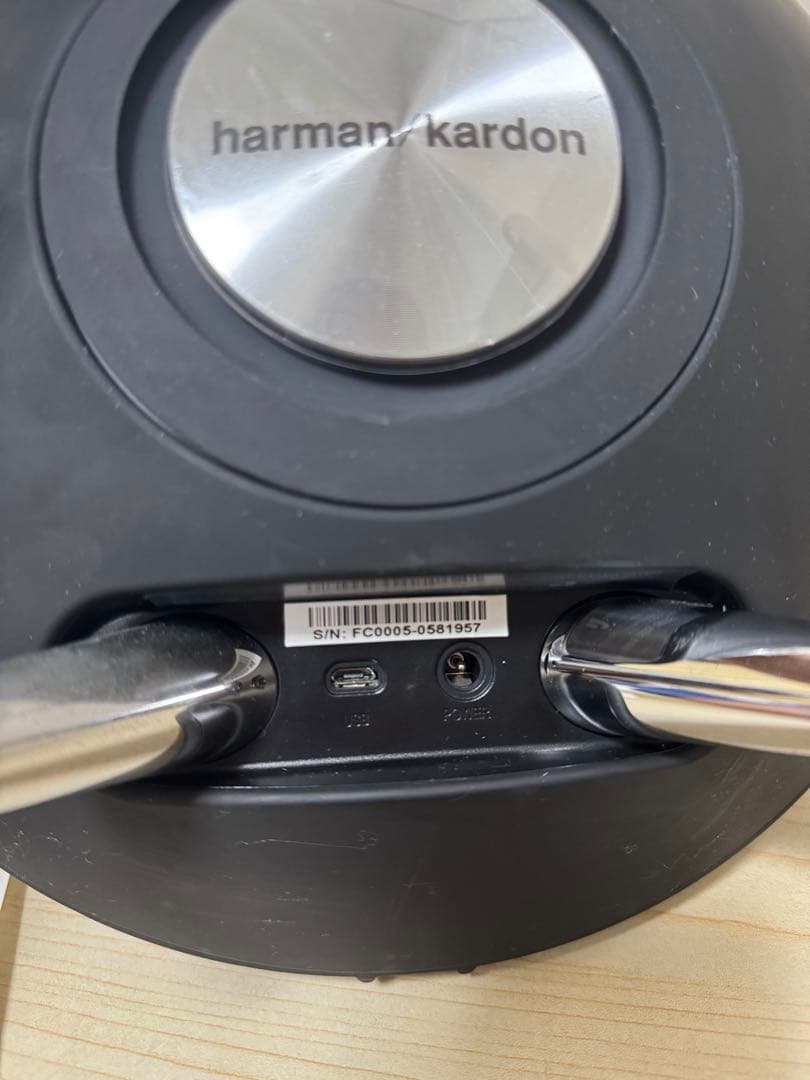 harman/kardon
S/N: FC0005-0581957
USB
POWER